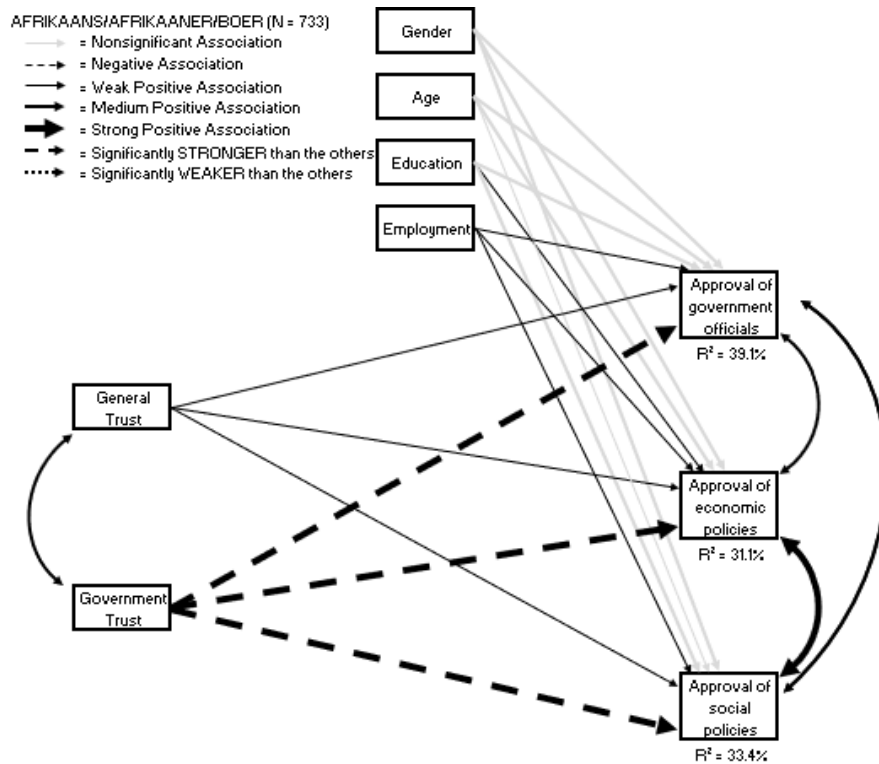 AFRIKAANS/AFRIKAANER/BOER (N = 733)
= Nonsignificant Association
= Negative Association
= Weak Positive Association
= Medium Positive Association
= Strong Positive Association
= Significantly STRONGER than the others
= Significantly WEAKER than the others
Gender
Age
Education
Employment
Approval of
government
officials
R² = 39.1%
General
Trust
Approval of
economic
policies
R² = 31.1%
Government
Trust
Approval of
social
policies
R² = 33.4%